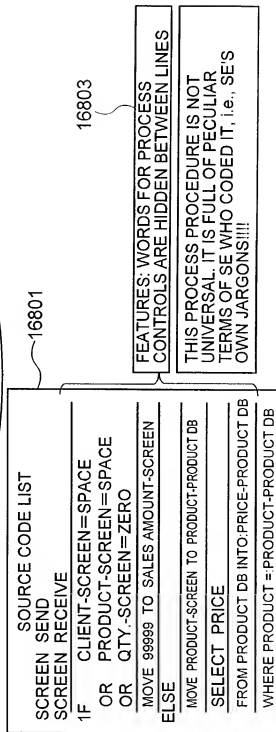 16801
SOURCE CODE LIST
SCREEN SEND
SCREEN RECEIVE
1F CLIENT-SCREEN=SPACE
OR PRODUCT-SCREEN=SPACE
OR QTY.-SCREEN=ZERO
MOVE 99999 TO SALES AMOUNT-SCREEN
ELSE
MOVE PRODUCT-SCREEN TO PRODUCT-PRODUCT DB
SELECT PRICE
FROM PRODUCT DB INTO:PRICE-PRODUCT DB
WHERE PRODUCT =:PRODUCT-PRODUCT DB
16803
FEATURES: WORDS FOR PROCESS
CONTROLS ARE HIDDEN BETWEEN LINES
THIS PROCESS PROCEDURE IS NOT
UNIVERSAL. IT IS FULL OF PECULIAR
TERMS OF SE WHO CODED IT, i.e., SE'S
OWN JARGONS!!!!